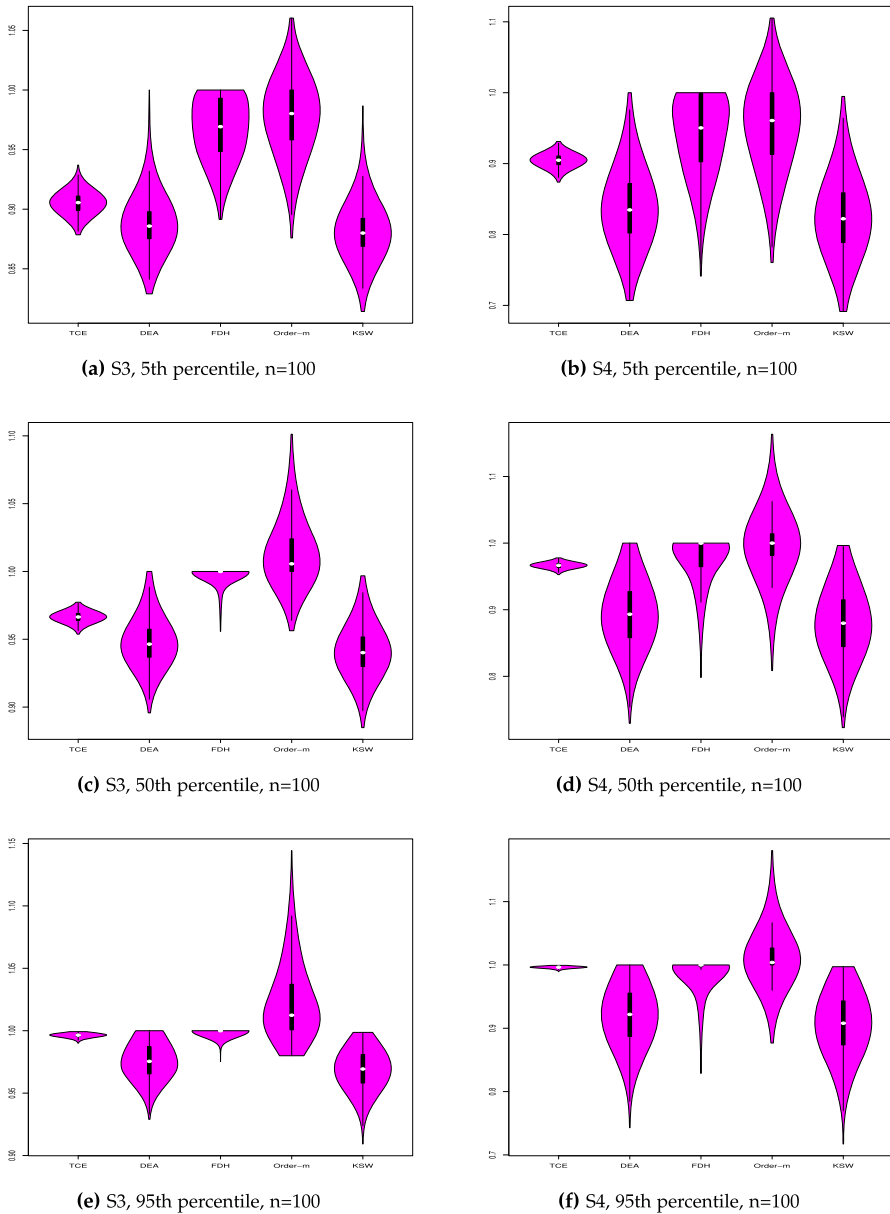 1.05
1.00
0.95
0.90
0.85
TCE DEA FDH Order−m KSW
(a) S3, 5th percentile, n=100
1.1
1.0
0.9
0.8
0.7
TCE DEA FDH Order−m KSW
(b) S4, 5th percentile, n=100
1.10
1.05
1.00
0.95
0.90
TCE DEA FDH Order−m KSW
(c) S3, 50th percentile, n=100
1.1
1.0
0.9
0.8
TCE DEA FDH Order−m KSW
(d) S4, 50th percentile, n=100
1.15
1.10
1.05
1.00
0.95
0.90
TCE DEA FDH Order−m KSW
(e) S3, 95th percentile, n=100
1.1
1.0
0.9
0.8
0.7
TCE DEA FDH Order−m KSW
(f) S4, 95th percentile, n=100